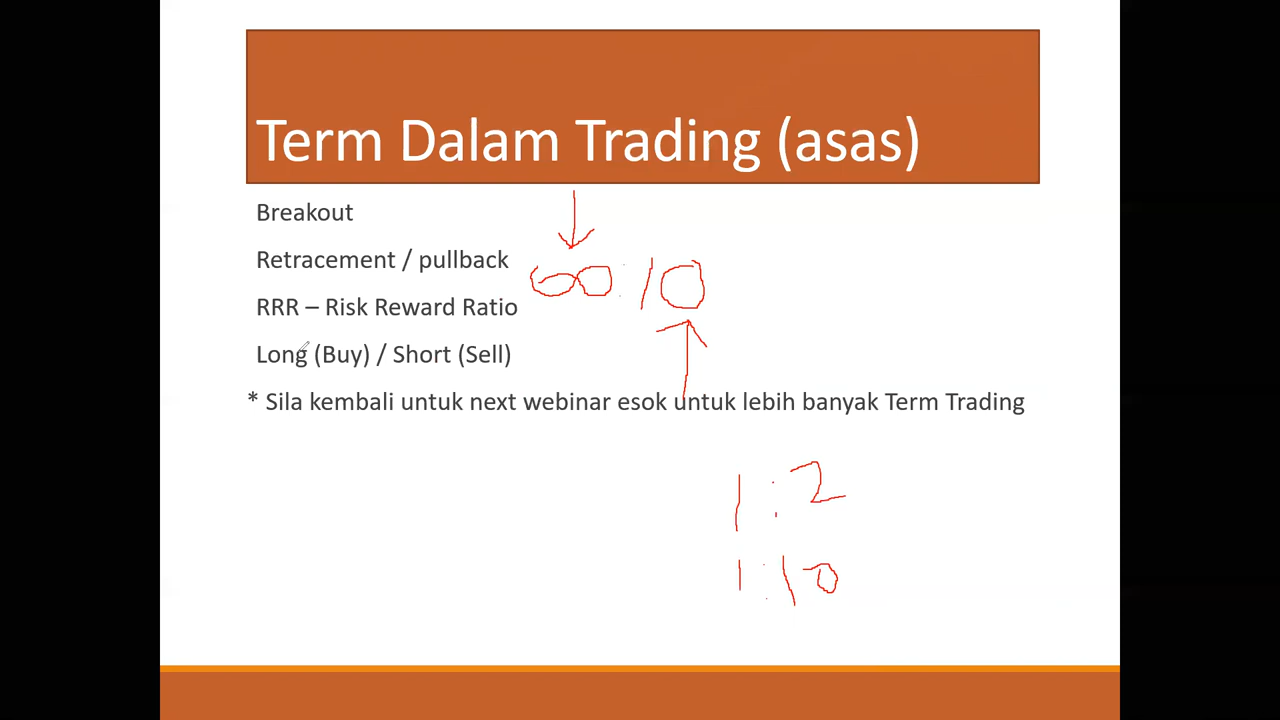 Term Dalam Trading (asas)
Breakout
Retracement / pullback
RRR – Risk Reward Ratio
Long (Buy) / Short (Sell)
* Sila kembali untuk next webinar esok untuk lebih banyak Term Trading
1:2
1:10